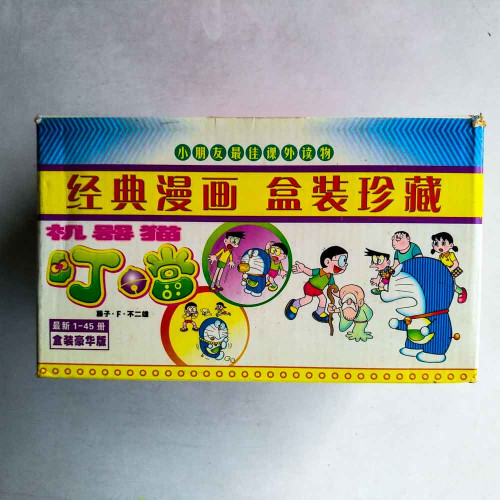 小朋友最佳课外读物
经典漫画 盒装珍藏
机器猫
叮噹
藤子·F·不二雄
最新1-45册
盒装豪华版